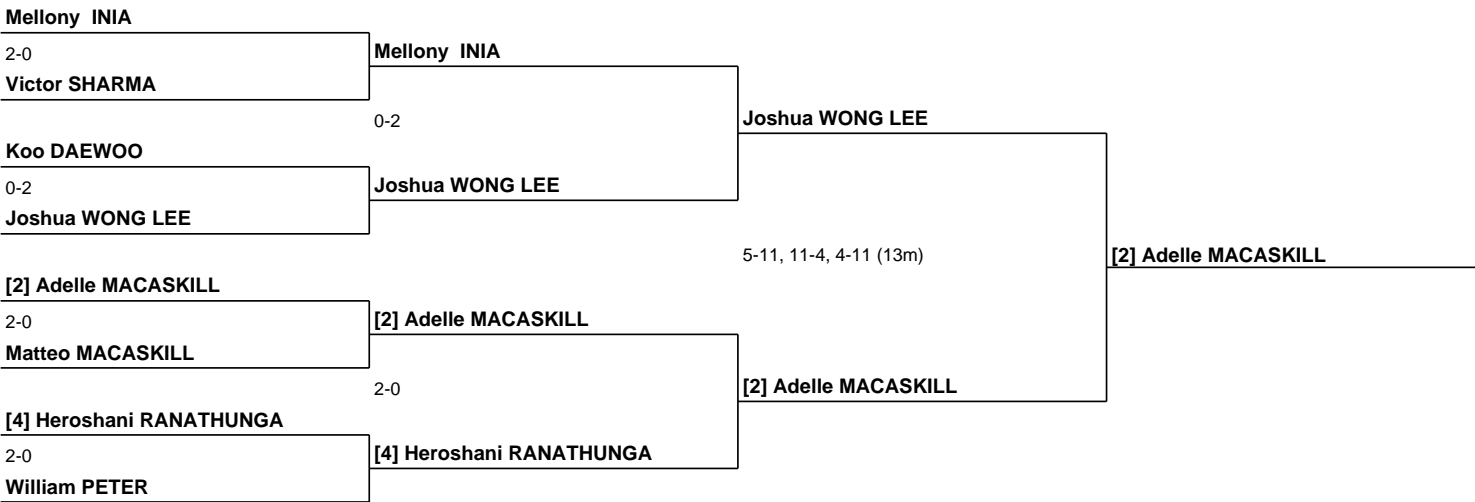 Mellony  INIA
2-0
Victor SHARMA
Koo DAEWOO
0-2
Joshua WONG LEE
[2] Adelle MACASKILL
2-0
Matteo MACASKILL
[4] Heroshani RANATHUNGA
2-0
William PETER
Mellony  INIA
0-2
Joshua WONG LEE
[2] Adelle MACASKILL
2-0
[4] Heroshani RANATHUNGA
Joshua WONG LEE
5-11, 11-4, 4-11 (13m)
[2] Adelle MACASKILL
[2] Adelle MACASKILL